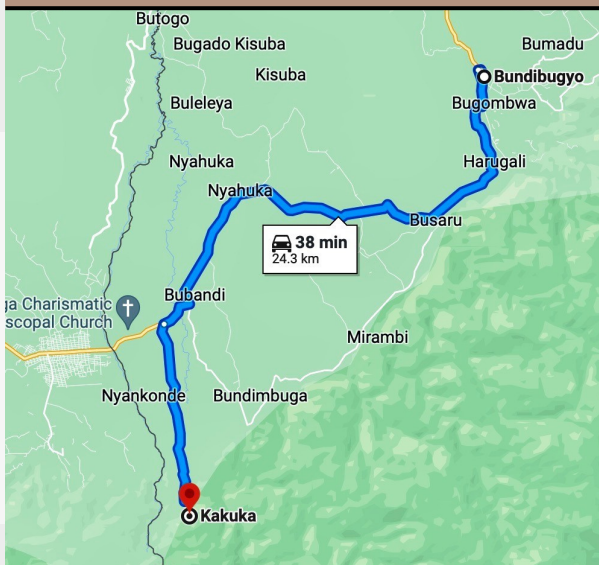 Butogo
Bugado Kisuba
Bumadu
Kisuba
Bundibugyo
Buleleya
Bugombwa
Nyahuka
Harugali
Nyahuka
Busaru
38 min
24.3 km
Bubandi
ga Charismatic
scopal Church
Mirambi
Nyankonde
Bundimbuga
Kakuka